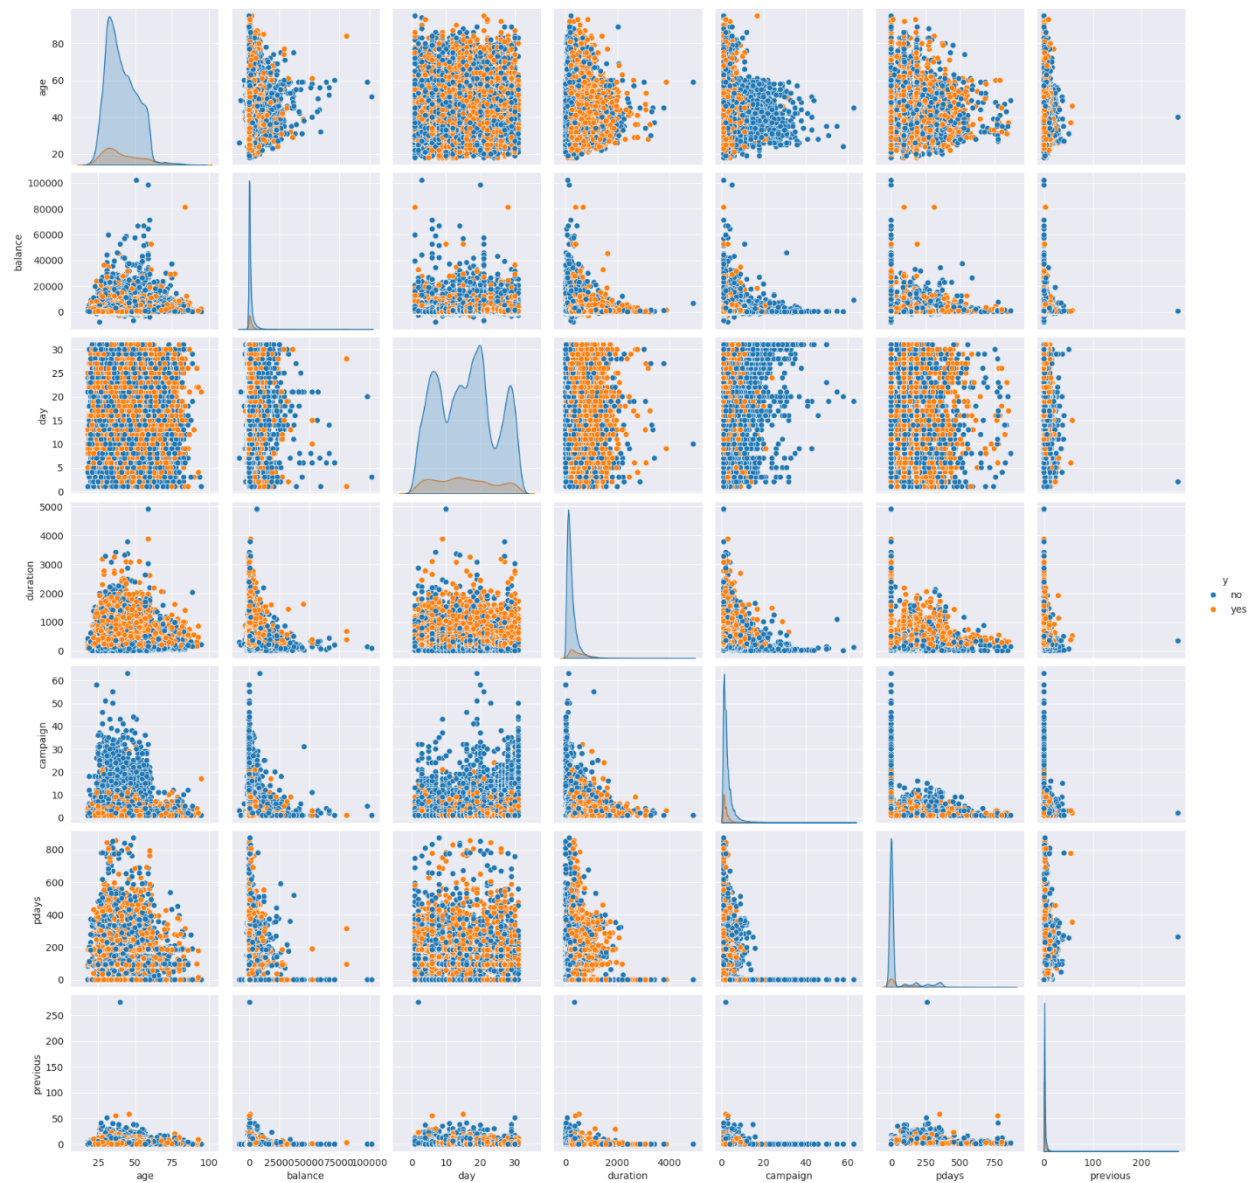 80
60
40
20
age
100000
80000
60000
40000
20000
0
balance
30
25
20
15
10
5
0
day
5000
4000
3000
2000
1000
0
duration
60
50
40
30
20
10
0
campaign
800
600
400
200
0
pdays
250
200
150
100
50
0
previous
y
no
yes
25 50 75 100
0 25000 50000 75000 100000
0 10 20 30
0 2000 4000
0 20 40 60
0 250 500 750
0 100 200
age balance day duration campaign pdays previous